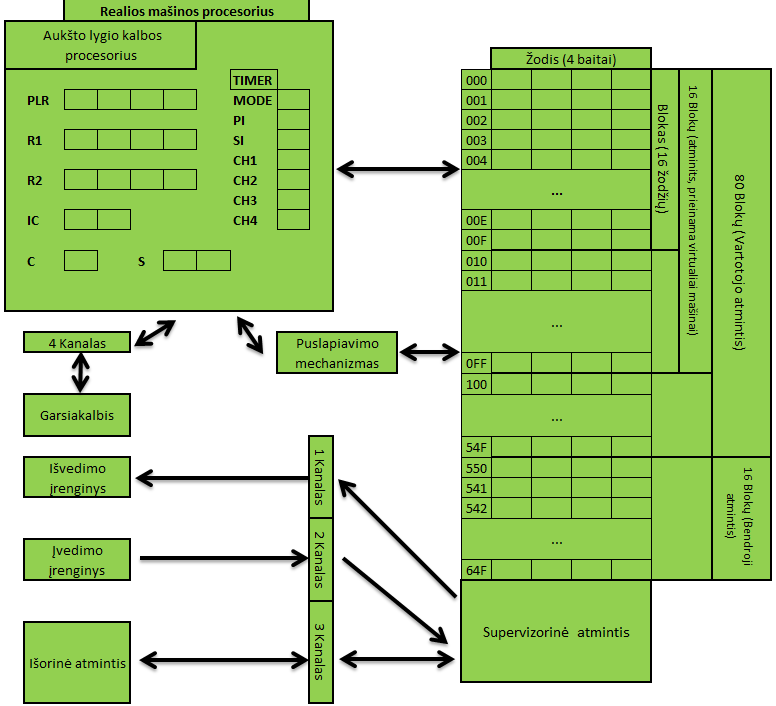 Realios mašinos procesorius
Aukšto lygio kalbos
procesorius
TIMER
PLR
MODE
PI
R1
SI
CH1
R2
CH2
CH3
IC
CH4
C
S
Žodis (4 baitai)
000
001
002
003
004
...
00E
00F
010
011
...
0FF
100
...
54F
550
541
542
...
64F
Supervizorinė atmintis
Blokas (16 žodžių)
16 Blokų (atminits, prieinama virtualiai mašinai)
80 Blokų (Vartotojo atmintis)
16 Blokų (Bendroji
atmintis)
4 Kanalas
Puslapiavimo
mechanizmas
Garsiakalbis
Išvedimo
įrenginys
1 Kanalas
Įvedimo
įrenginys
2 Kanalas
Išorinė atmintis
3 Kanalas